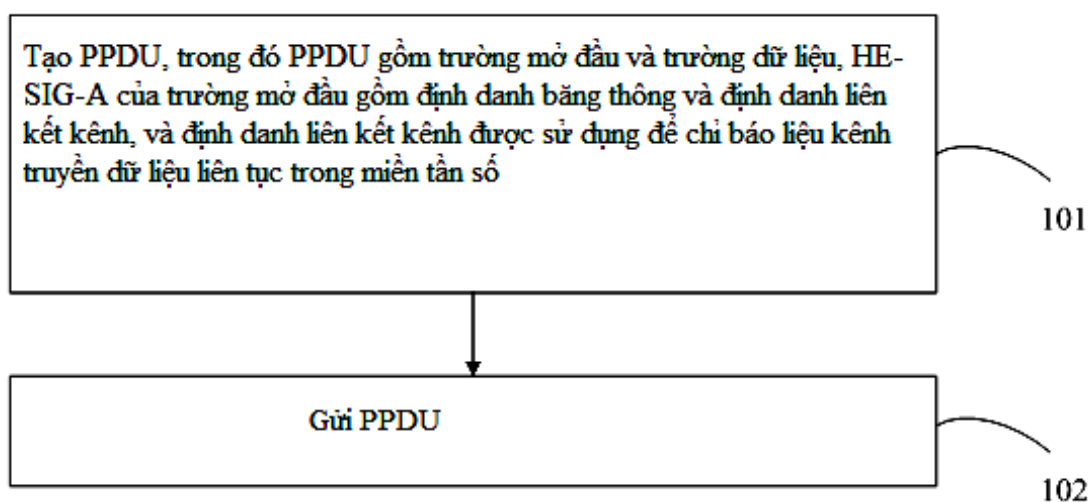 Tạo PPDU, trong đó PPDU gồm trường mở đầu và trường dữ liệu, HE-
SIG-A của trường mở đầu gồm định danh băng thông và định danh liên
kết kênh, và định danh liên kết kênh được sử dụng để chỉ báo liệu kênh
truyền dữ liệu liên tục trong miền tần số
101
Gửi PPDU
102